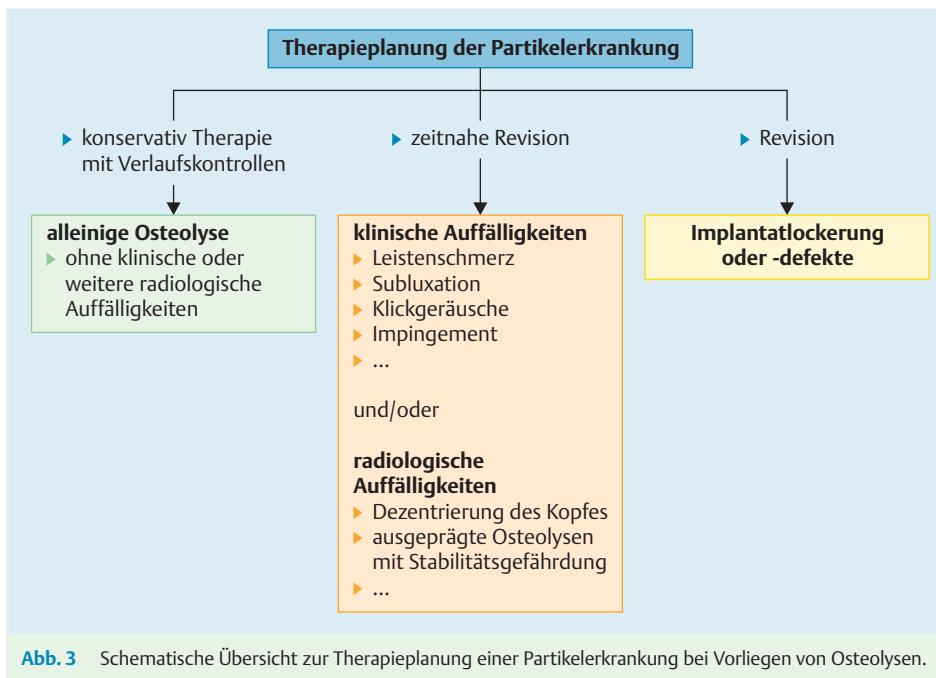 Therapieplanung der Partikelerkrankung
▶ konservativ Therapie
mit Verlaufskontrollen
▶ zeitnahe Revision
▶ Revision
alleinige Osteolyse
▶ ohne klinische oder
weitere radiologische
Auffälligkeiten
klinische Auffälligkeiten
▶ Leistenschmerz
▶ Subluxation
▶ Klickgeräusche
▶ Impingement
▶ ...
und/oder
radiologische
Auffälligkeiten
▶ Dezentrierung des Kopfes
▶ ausgeprägte Osteolysen
mit Stabilitätsgefährdung
▶ ...
Implantatlockerung
oder -defekte
Abb. 3 Schematische Übersicht zur Therapieplanung einer Partikelerkrankung bei Vorliegen von Osteolysen.